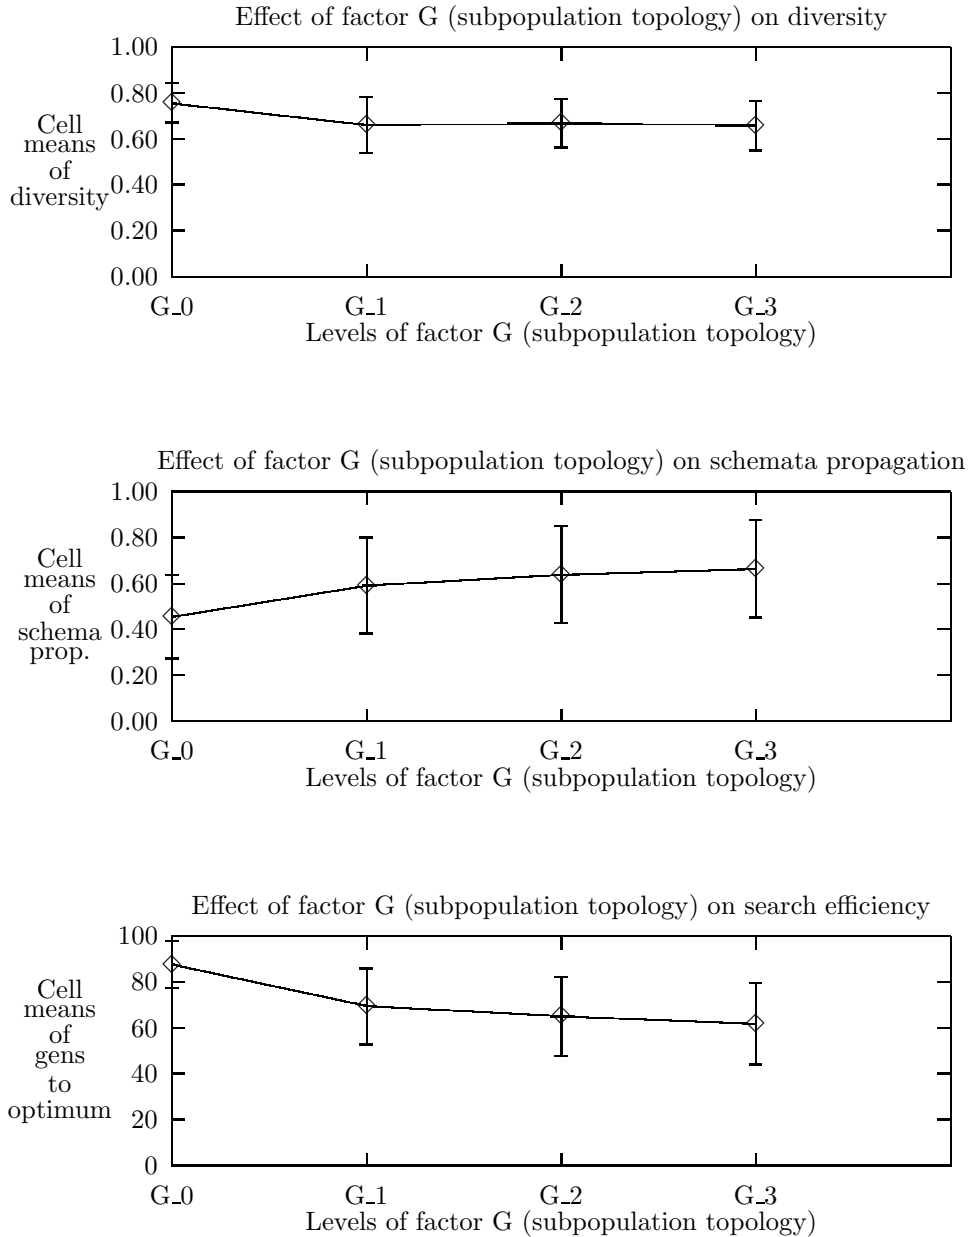 Effect of factor G (subpopulation topology) on diversity
1.00
0.80
0.60
0.40
0.20
0.00
Cell
means
of
diversity
G_0 G_1 G_2 G_3
Levels of factor G (subpopulation topology)
Effect of factor G (subpopulation topology) on schemata propagation
1.00
0.80
0.60
0.40
0.20
0.00
Cell
means
of
schema
prop.
G_0 G_1 G_2 G_3
Levels of factor G (subpopulation topology)
Effect of factor G (subpopulation topology) on search efficiency
100
80
60
40
20
0
Cell
means
of
gens
to
optimum
G_0 G_1 G_2 G_3
Levels of factor G (subpopulation topology)